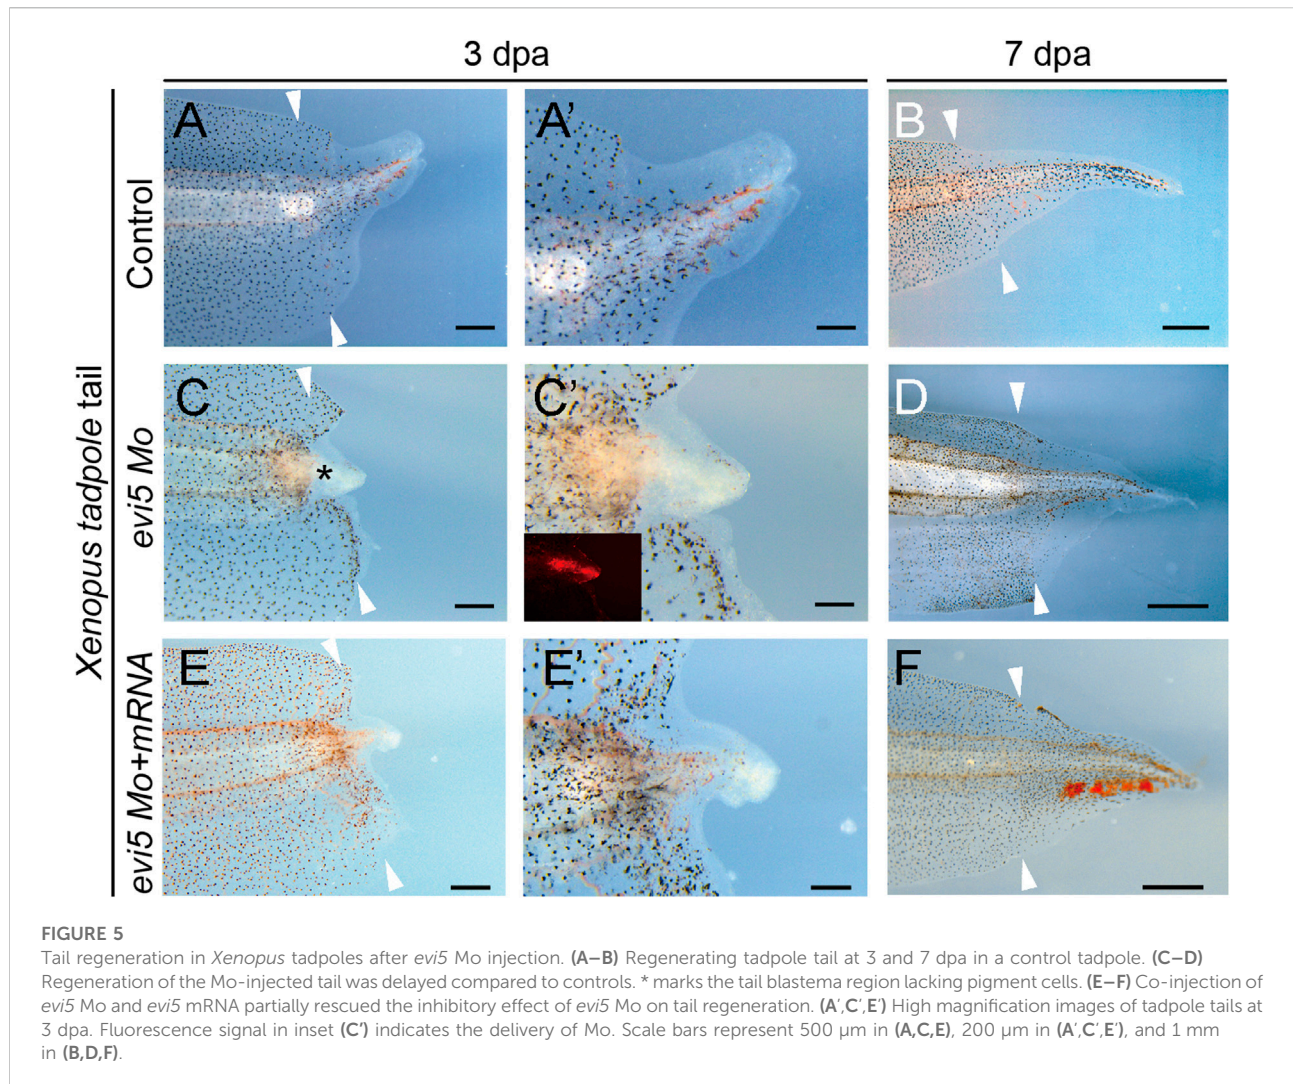 3 dpa
7 dpa
Xenopus tadpole tail
Control
A
A'
B
evi5 Mo
C
*
C'
D
evi5 Mo+mRNA
E
E'
F
FIGURE 5
Tail regeneration in Xenopus tadpoles after evi5 Mo injection. (A–B) Regenerating tadpole tail at 3 and 7 dpa in a control tadpole. (C–D)
Regeneration of the Mo-injected tail was delayed compared to controls. * marks the tail blastema region lacking pigment cells. (E–F) Co-injection of
evi5 Mo and evi5 mRNA partially rescued the inhibitory effect of evi5 Mo on tail regeneration. (A′,C′,E′) High magnification images of tadpole tails at
3 dpa. Fluorescence signal in inset (C′) indicates the delivery of Mo. Scale bars represent 500 μm in (A,C,E), 200 μm in (A′,C′,E′), and 1 mm
in (B,D,F).